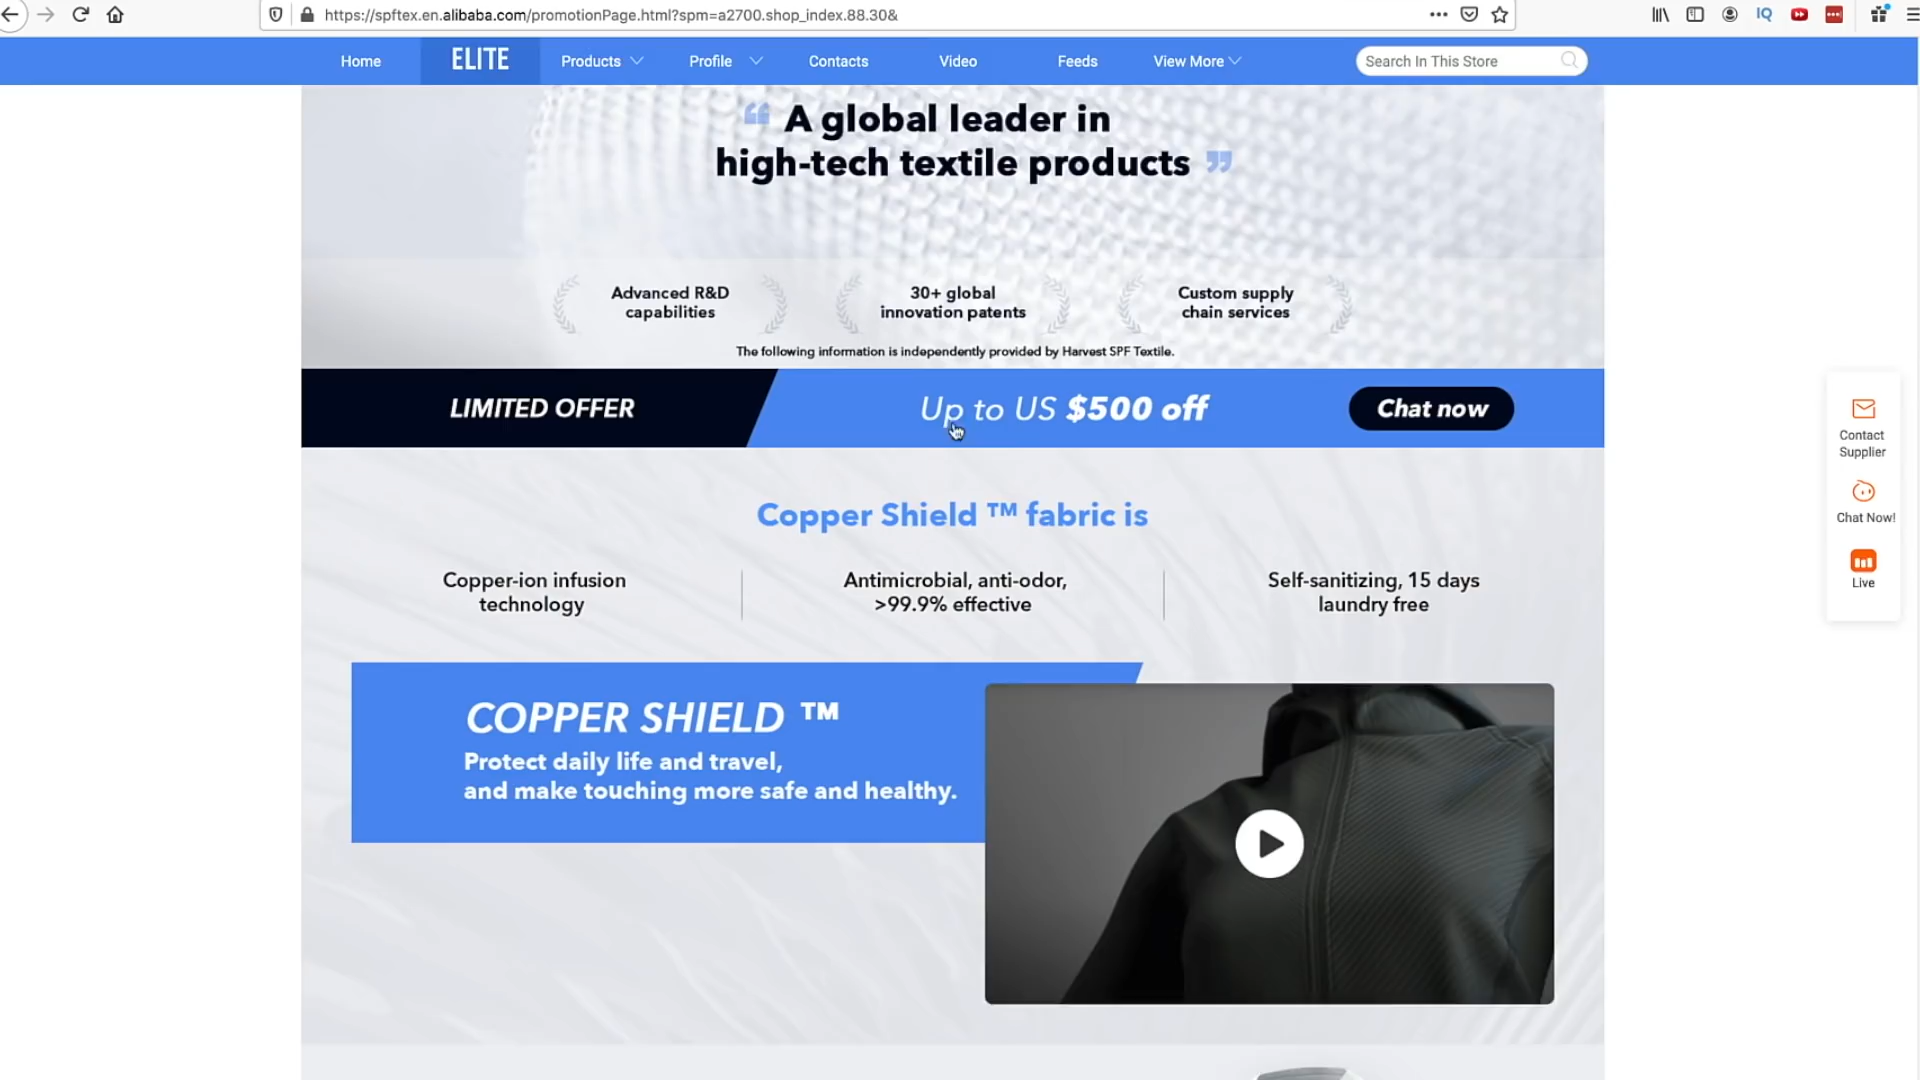 https://spftex.en.alibaba.com/promotionPage.html?spm=a2700.shop_index.88.30&
IQ
Home
ELITE
Products
Profile
Contacts
Video
Feeds
View More
Search In This Store
“ A global leader in
high-tech textile products ”
Advanced R&D
capabilities
30+ global
innovation patents
Custom supply
chain services
The following information is independently provided by Harvest SPF Textile.
LIMITED OFFER
Up to US $500 off
Chat now
Contact
Supplier
Chat Now!
Live
Copper Shield ™ fabric is
Copper-ion infusion
technology
Antimicrobial, anti-odor,
>99.9% effective
Self-sanitizing, 15 days
laundry free
COPPER SHIELD ™
Protect daily life and travel,
and make touching more safe and healthy.